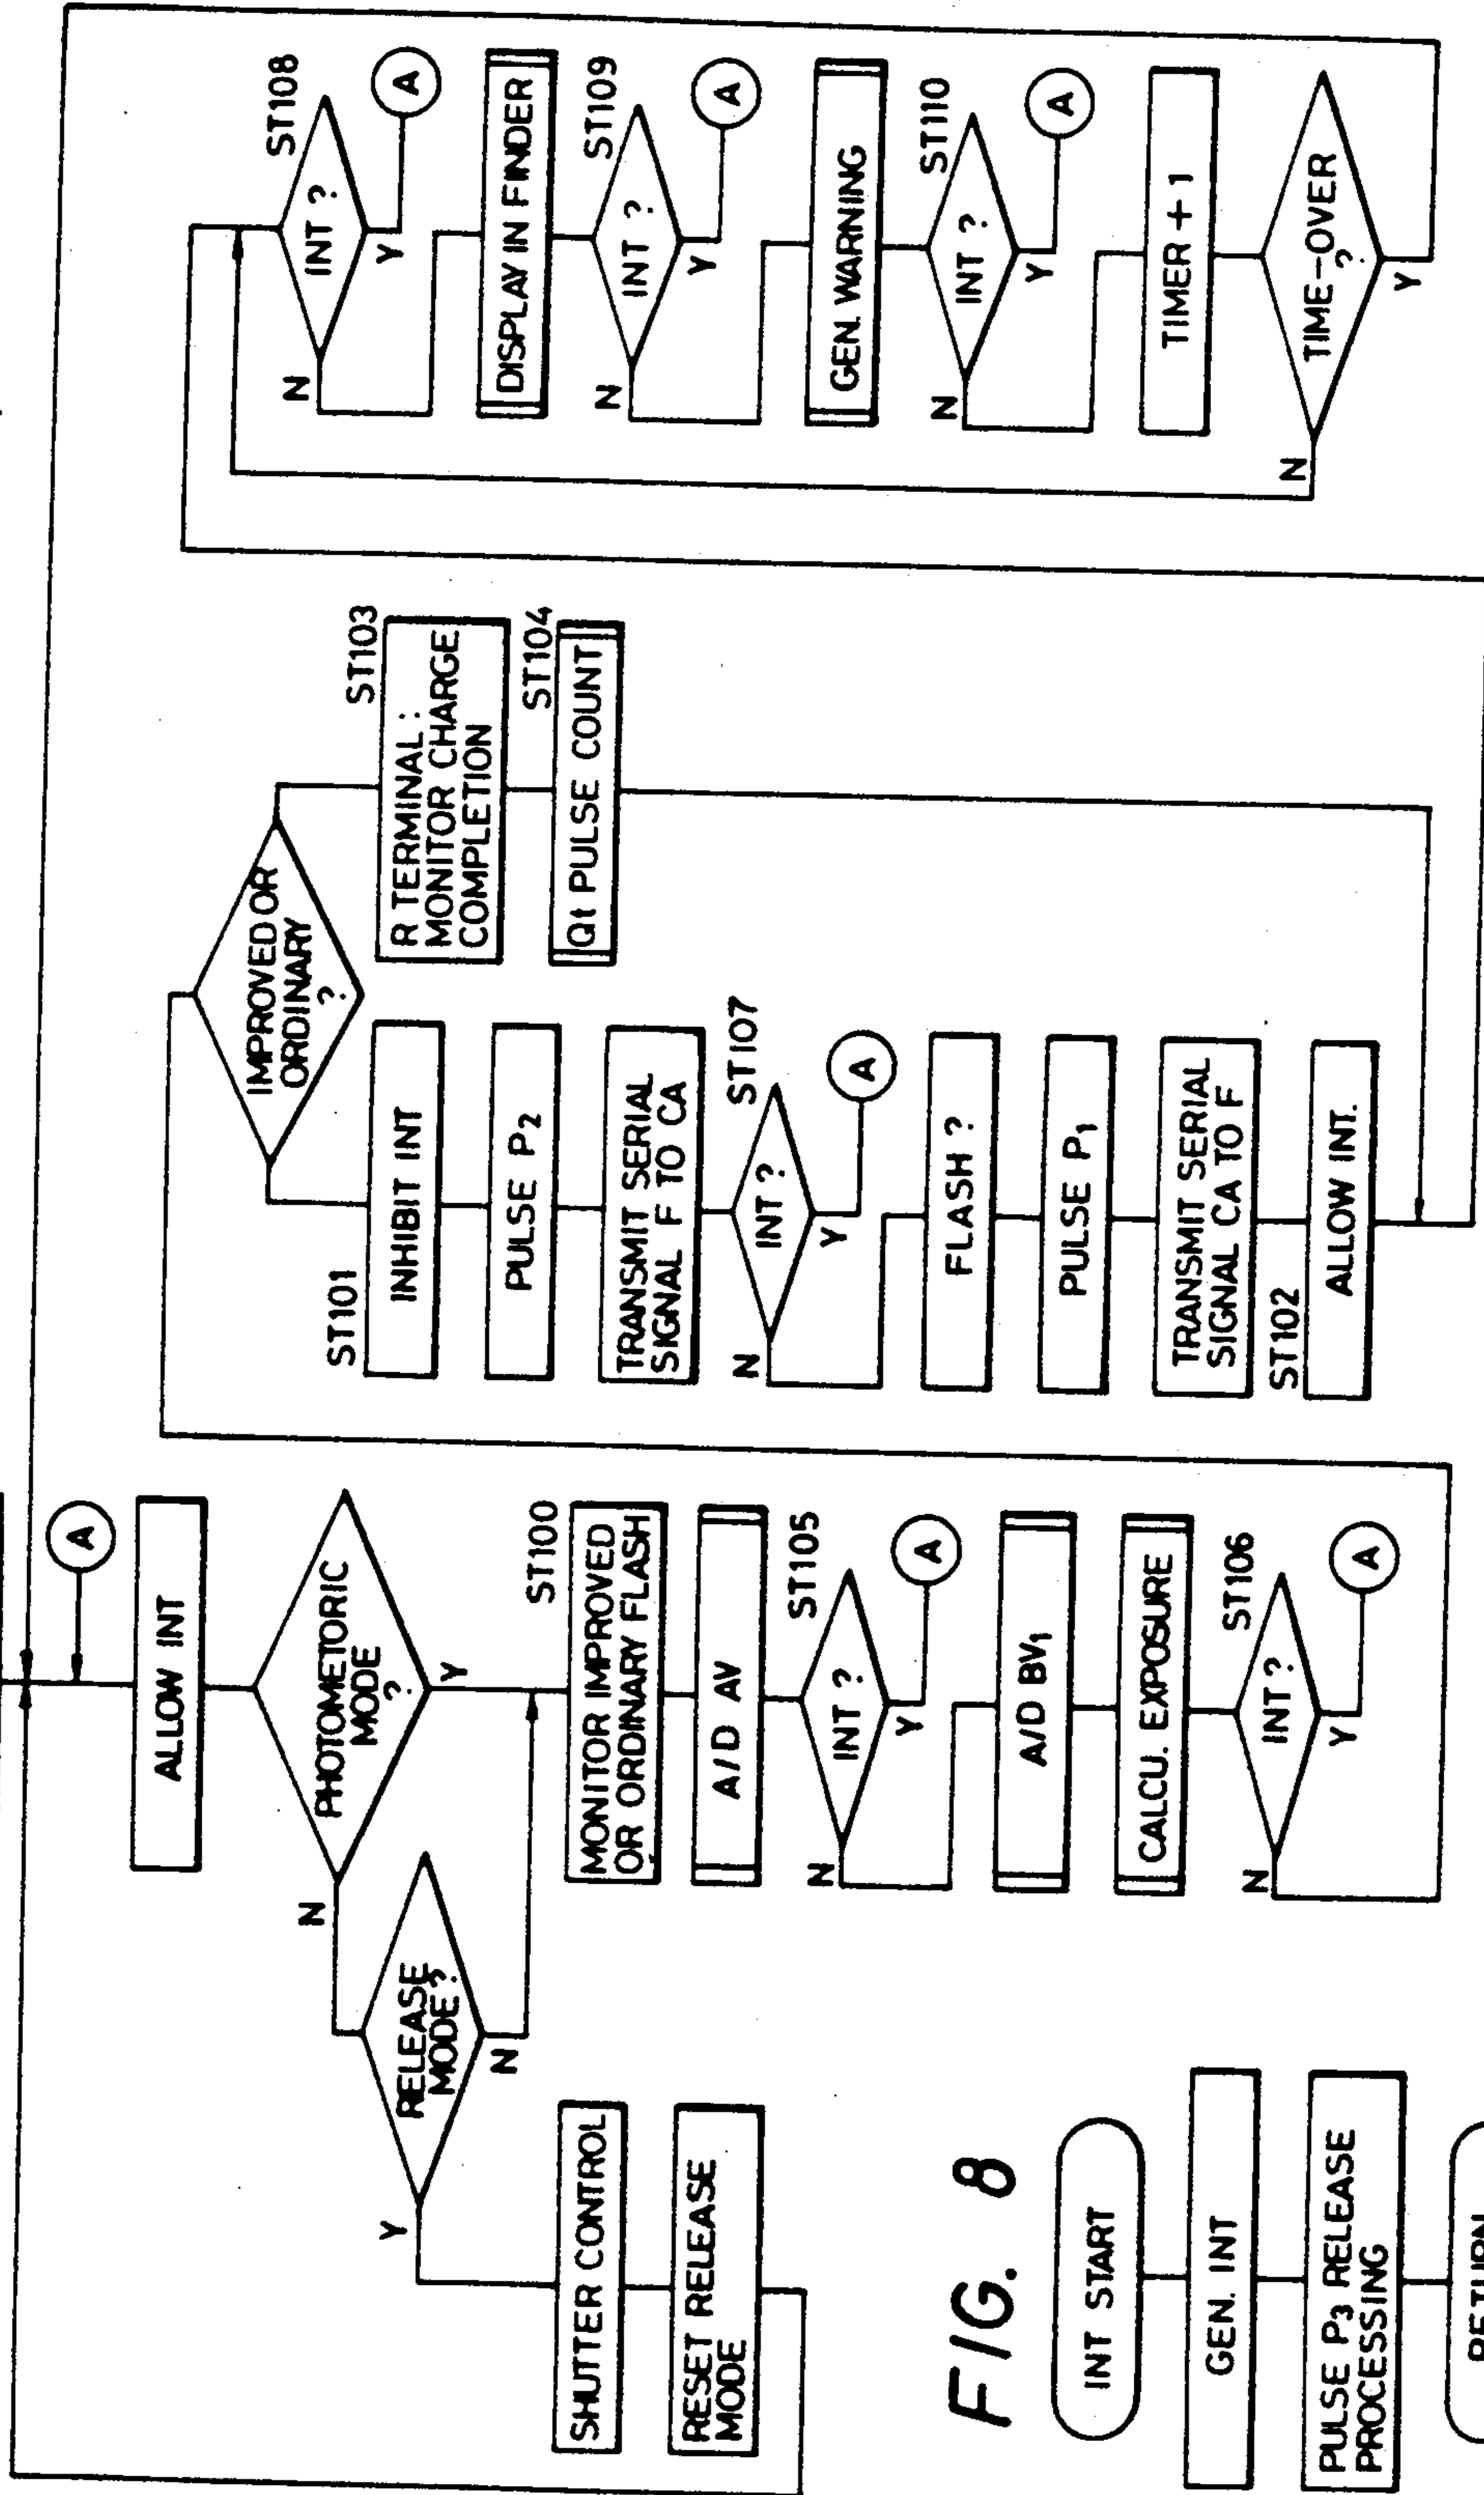 A
ALLOW INT
PHOTOMETORIC
MODE
?
N
Y
RELEASE
MODE?
Y
N
SHUTTER CONTROL
RESET RELEASE
MODE
ST100
MONITOR IMPROVED
OR ORDINARY FLASH
A/D AV
ST105
INT ?
N
Y
A
A/D BV1
CALCU. EXPOSURE
ST106
INT ?
N
Y
A
IMPROVED OR
ORDINARY
?
ST101
INHIBIT INT
PULSE P2
TRANSMIT SERIAL
SIGNAL F TO CA
ST107
INT ?
N
Y
A
FLASH ?
PULSE P1
TRANSMIT SERIAL
SIGNAL CA TO F
ST102
ALLOW INT.
ST103
R TERMINAL :
MONITOR CHARGE
COMPLETION
ST104
Qt PULSE COUNT
ST108
INT ?
N
Y
A
DISPLAY IN FINDER
ST109
INT ?
N
Y
A
GEN. WARNING
ST110
INT ?
N
Y
A
TIMER + 1
TIME-OVER
?
N
Y
FIG. 8
INT START
GEN. INT
PULSE P3 RELEASE
PROCESSING
RETURN